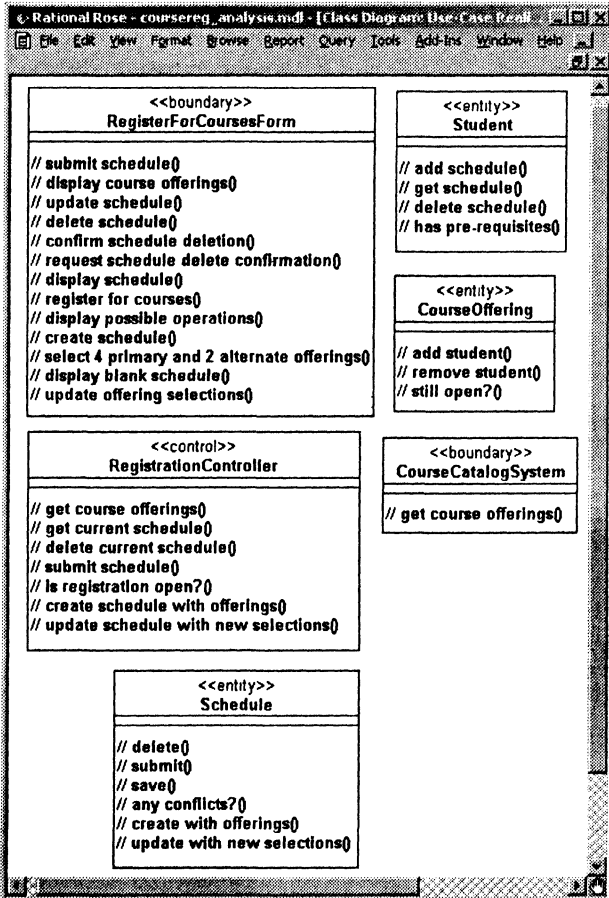 Rational Rose - coursereg_analysis.mdl - [Class Diagram: Use-Case Reali
File Edit View Format Browse Report Query Tools Add-Ins Window Help
<<boundary>>
RegisterForCoursesForm
// submit schedule()
// display course offerings()
// update schedule()
// delete schedule()
// confirm schedule deletion()
// request schedule delete confirmation()
// display schedule()
// register for courses()
// display possible operations()
// create schedule()
// select 4 primary and 2 alternate offerings()
// display blank schedule()
// update offering selections()
<<entity>>
Student
// add schedule()
// get schedule()
// delete schedule()
// has pre-requisites()
<<entity>>
CourseOffering
// add student()
// remove student()
// still open?()
<<control>>
RegistrationController
// get course offerings()
// get current schedule()
// delete current schedule()
// submit schedule()
// is registration open?()
// create schedule with offerings()
// update schedule with new selections()
<<boundary>>
CourseCatalogSystem
// get course offerings()
<<entity>>
Schedule
// delete()
// submit()
// save()
// any conflicts?()
// create with offerings()
// update with new selections()